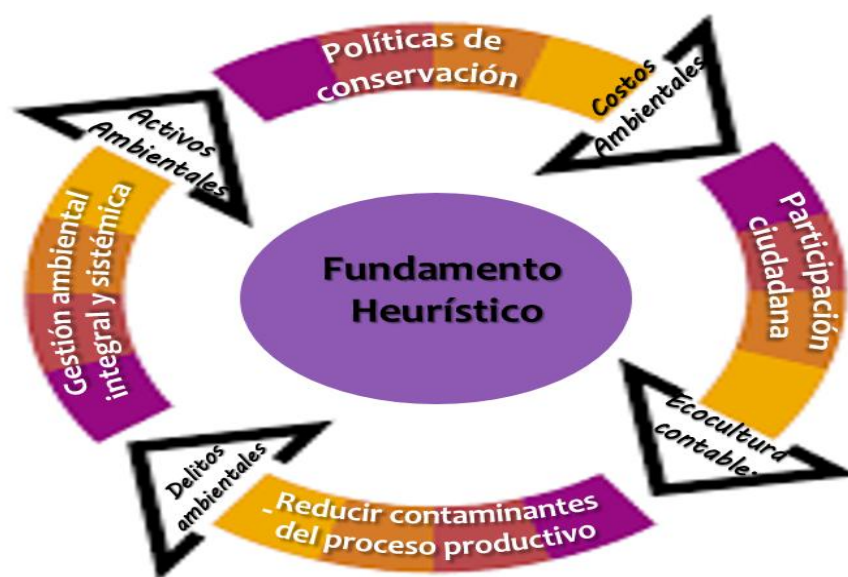 Políticas de
conservación
Costos
Ambientales
Participación
ciudadana
Ecocultura
contable.
_Reducir contaminantes
del proceso productivo
Delitos
ambientales
Gestión ambiental
integral y sistémica
Activos
Ambientales
Fundamento
Heurístico